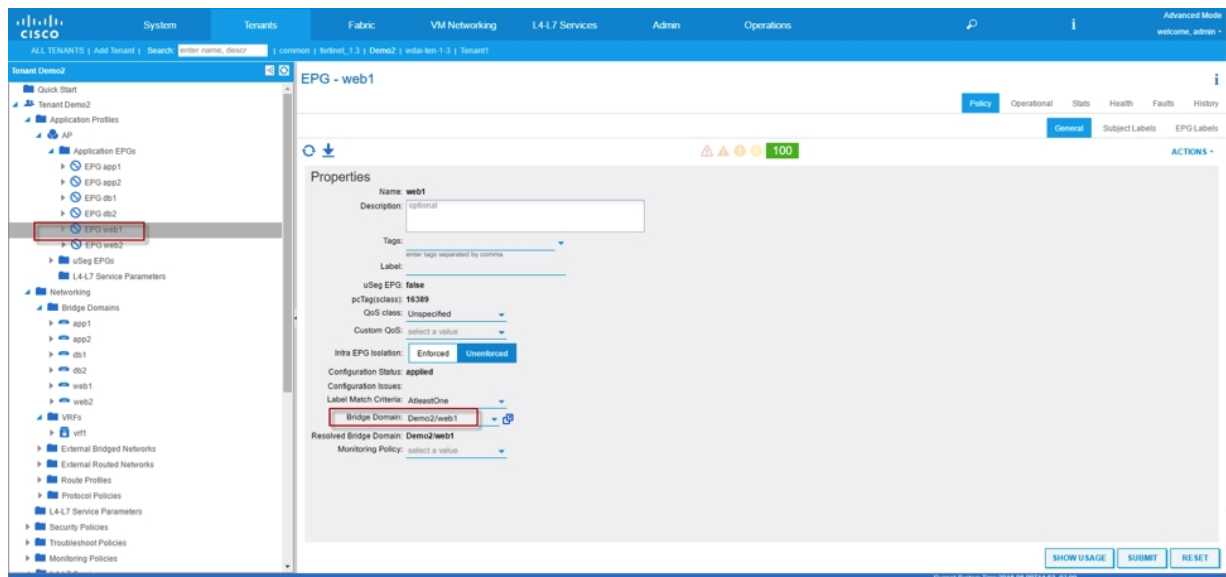 CISCO
System Tenants Fabric VM Networking L4-L7 Services Admin Operations i
Advanced Mode
welcome, admin
ALL TENANTS | Add Tenant | Search: enter name, descr | common | fortinet_1.3 | Demo2 | wdai-len-1-3 | Tenant1
Tenant Demo2
Quick Start
Tenant Demo2
Application Profiles
AP
Application EPGs
EPG app1
EPG app2
EPG db1
EPG db2
EPG web1
EPG web2
uSeg EPGs
L4-L7 Service Parameters
Networking
Bridge Domains
app1
app2
db1
db2
web1
web2
VRFs
vrf1
External Bridged Networks
External Routed Networks
Route Profiles
Protocol Policies
L4-L7 Service Parameters
Security Policies
Troubleshoot Policies
Monitoring Policies
EPG - web1
i
Policy Operational Stats Health Faults History
General Subject Labels EPG Labels
100
ACTIONS
Properties
Name: web1
Description: optional
Tags:
enter tags separated by comma
Label:
uSeg EPG: false
pcTag(sclass): 16389
QoS class: Unspecified
Custom QoS: select a value
Intra EPG Isolation: Enforced Unenforced
Configuration Status: applied
Configuration Issues:
Label Match Criteria: AtleastOne
Bridge Domain: Demo2/web1
Resolved Bridge Domain: Demo2/web1
Monitoring Policy: select a value
SHOW USAGE SUBMIT RESET